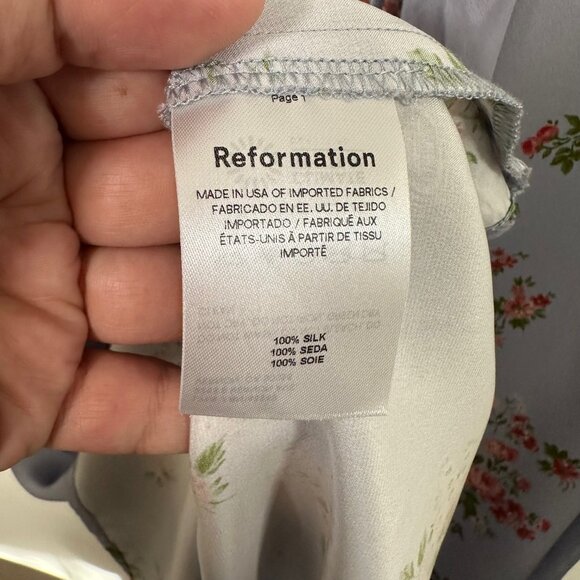 Page 1
Reformation
MADE IN USA OF IMPORTED FABRICS /
FABRICADO EN EE. UU. DE TEJIDO
IMPORTADO / FABRIQUÉ AUX
ÉTATS-UNIS À PARTIR DE TISSU
IMPORTÉ
100% SILK
100% SEDA
100% SOIE